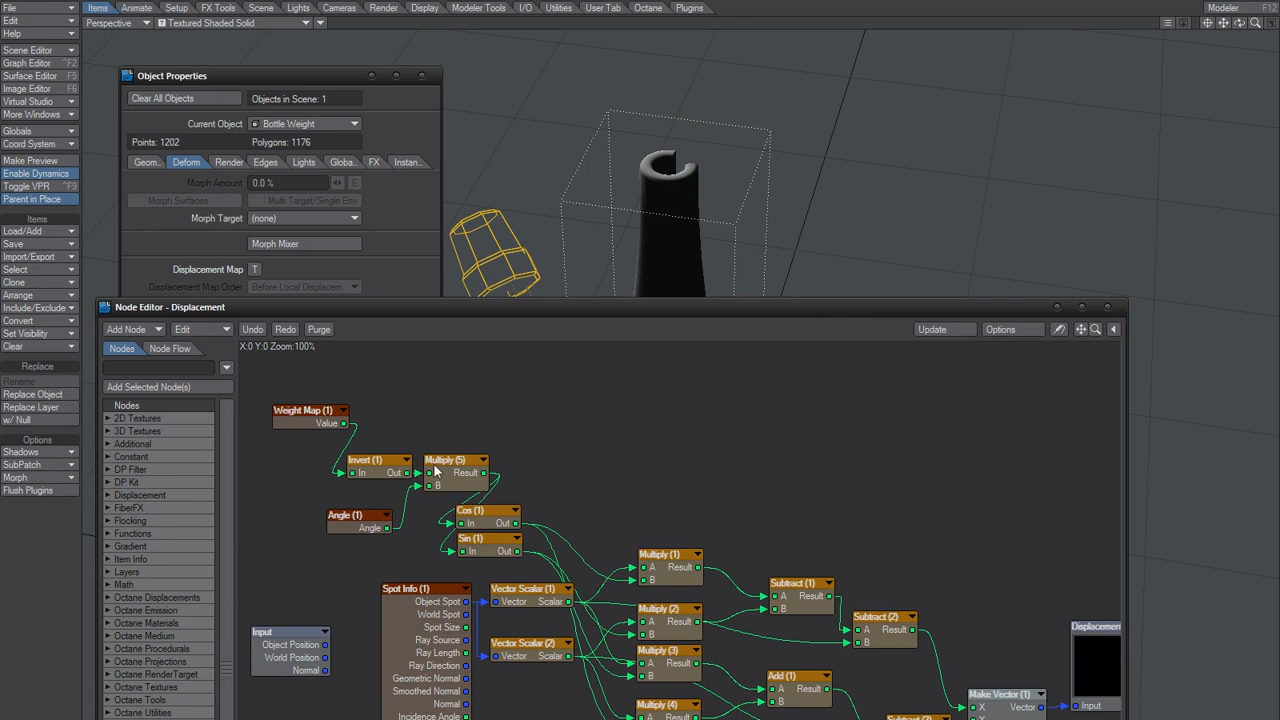 File
Items
Animate
Setup
FX Tools
Scene
Lights
Cameras
Render
Display
Modeler Tools
I/O
Utilities
User Tab
Octane
Plugins
Modeler F12
Edit
Help
Perspective
T Textured Shaded Solid
Scene Editor
Graph Editor ^F2
Surface Editor F5
Image Editor F6
Virtual Studio
More Windows
Globals
Coord System
Make Preview
Enable Dynamics
Toggle VPR ^F9
Parent in Place
Items
Load/Add
Save
Import/Export
Select
Clone
Arrange
Include/Exclude
Convert
Set Visibility
Clear
Replace
Rename
Replace Object
Replace Layer
w/ Null
Options
Shadows
SubPatch
Morph
Flush Plugins
Object Properties
Clear All Objects
Objects in Scene: 1
Current Object
Bottle Weight
Points: 1202
Polygons: 1176
Geom..
Deform
Render
Edges
Lights
Globa..
FX
Instan..
Morph Amount
0.0 %
E
Morph Surfaces
Multi Target/Single Env
Morph Target
(none)
Morph Mixer
Displacement Map
T
Displacement Map Order
Before Local Displacem..
Node Editor - Displacement
Add Node
Edit
Undo
Redo
Purge
Update
Options
Nodes
Node Flow
X:0 Y:0 Zoom:100%
Add Selected Node(s)
Nodes
2D Textures
3D Textures
Additional
Constant
DP Filter
DP Kit
Displacement
FiberFX
Flocking
Functions
Gradient
Item Info
Layers
Math
Octane Displacements
Octane Emission
Octane Materials
Octane Medium
Octane Procedurals
Octane Projections
Octane RenderTarget
Octane Textures
Octane Tools
Octane Utilities
Weight Map (1)
Value
Invert (1)
In Out
Multiply (5)
Result
B
Angle (1)
Angle
Cos (1)
In Out
Sin (1)
In Out
Spot Info (1)
Object Spot
World Spot
Spot Size
Ray Source
Ray Length
Ray Direction
Geometric Normal
Smoothed Normal
Normal
Incidence Angle
Input
Object Position
World Position
Normal
Vector Scalar (1)
Vector Scalar
Vector Scalar (2)
Vector Scalar
Multiply (1)
A Result
B
Multiply (2)
A Result
B
Multiply (3)
A Result
B
Multiply (4)
A Result
Subtract (1)
A Result
B
Subtract (2)
A Result
B
Add (1)
A Result
B
Make Vector (1)
X Vector
Displacement
Input